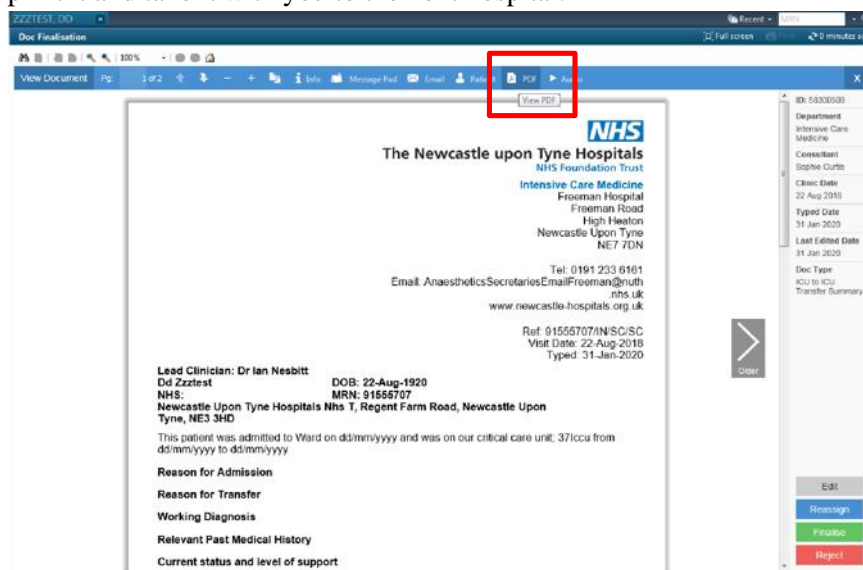 ZZZTEST, DO
Recent
MRN
Doc Finalisation
Full screen
0 minutes a
100%
View Document Pg: 1 of 2 Info Message Pad Email Patient PDF
View PDF
X
NHS
The Newcastle upon Tyne Hospitals
NHS Foundation Trust
Intensive Care Medicine
Freeman Hospital
Freeman Road
High Heaton
Newcastle Upon Tyne
NE7 7DN
Tel: 0191 233 6161
Email: AnaestheticsSecretariesEmailFreeman@nuth
.nhs.uk
www.newcastle-hospitals.org.uk
Ref: 91555707/IN/SC/SC
Visit Date: 22-Aug-2018
Typed: 31-Jan-2020
Lead Clinician: Dr Ian Nesbitt
Dd Zzztest DOB: 22-Aug-1920
NHS: MRN: 91555707
Newcastle Upon Tyne Hospitals Nhs T, Regent Farm Road, Newcastle Upon
Tyne, NE3 3HD
This patient was admitted to Ward on dd/mm/yyyy and was on our critical care unit, 37Iccu from
dd/mm/yyyy to dd/mm/yyyy
Reason for Admission
Reason for Transfer
Working Diagnosis
Relevant Past Medical History
Current status and level of support
Older
ID: 58300508
Department
Intensive Care
Medicine
Consultant
Sophie Curtis
Clinic Date
22 Aug 2018
Typed Date
31 Jan 2020
Last Edited Date
31 Jan 2020
Doc Type
ICU to ICU
Transfer Summary
Edit
Reassign
Finalise
Reject